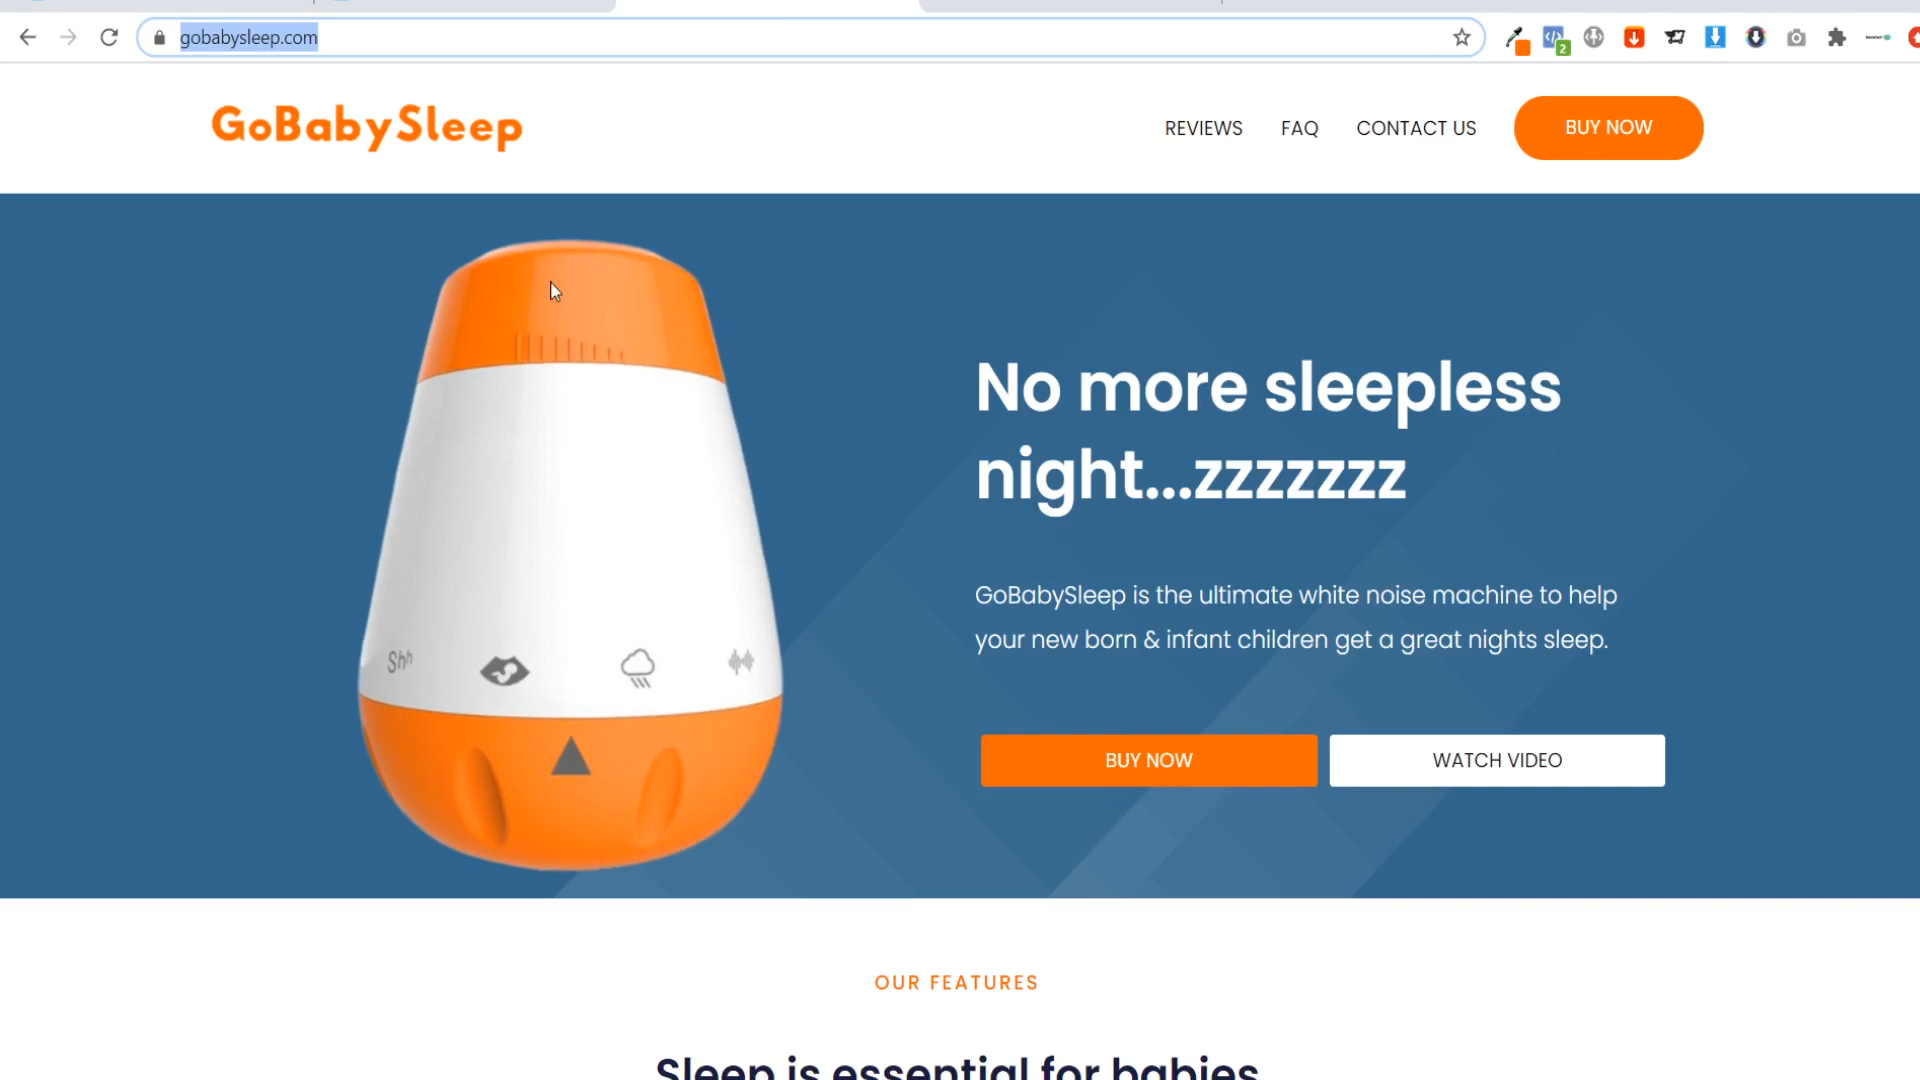 gobabysleep.com
2
GoBabySleep
REVIEWS FAQ CONTACT US BUY NOW
No more sleepless
night...zzzzzzz
GoBabySleep is the ultimate white noise machine to help
your new born & infant children get a great nights sleep.
Shh
BUY NOW WATCH VIDEO
OUR FEATURES
Sleep is essential for babies